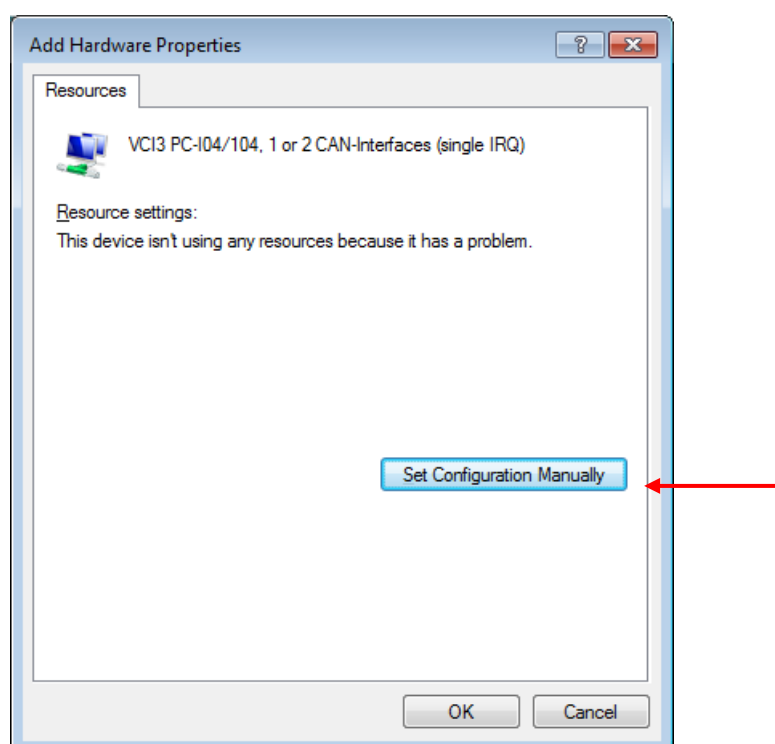 Add Hardware Properties
Resources
VCI3 PC-I04/104, 1 or 2 CAN-Interfaces (single IRQ)
Resource settings:
This device isn't using any resources because it has a problem.
Set Configuration Manually
OK
Cancel